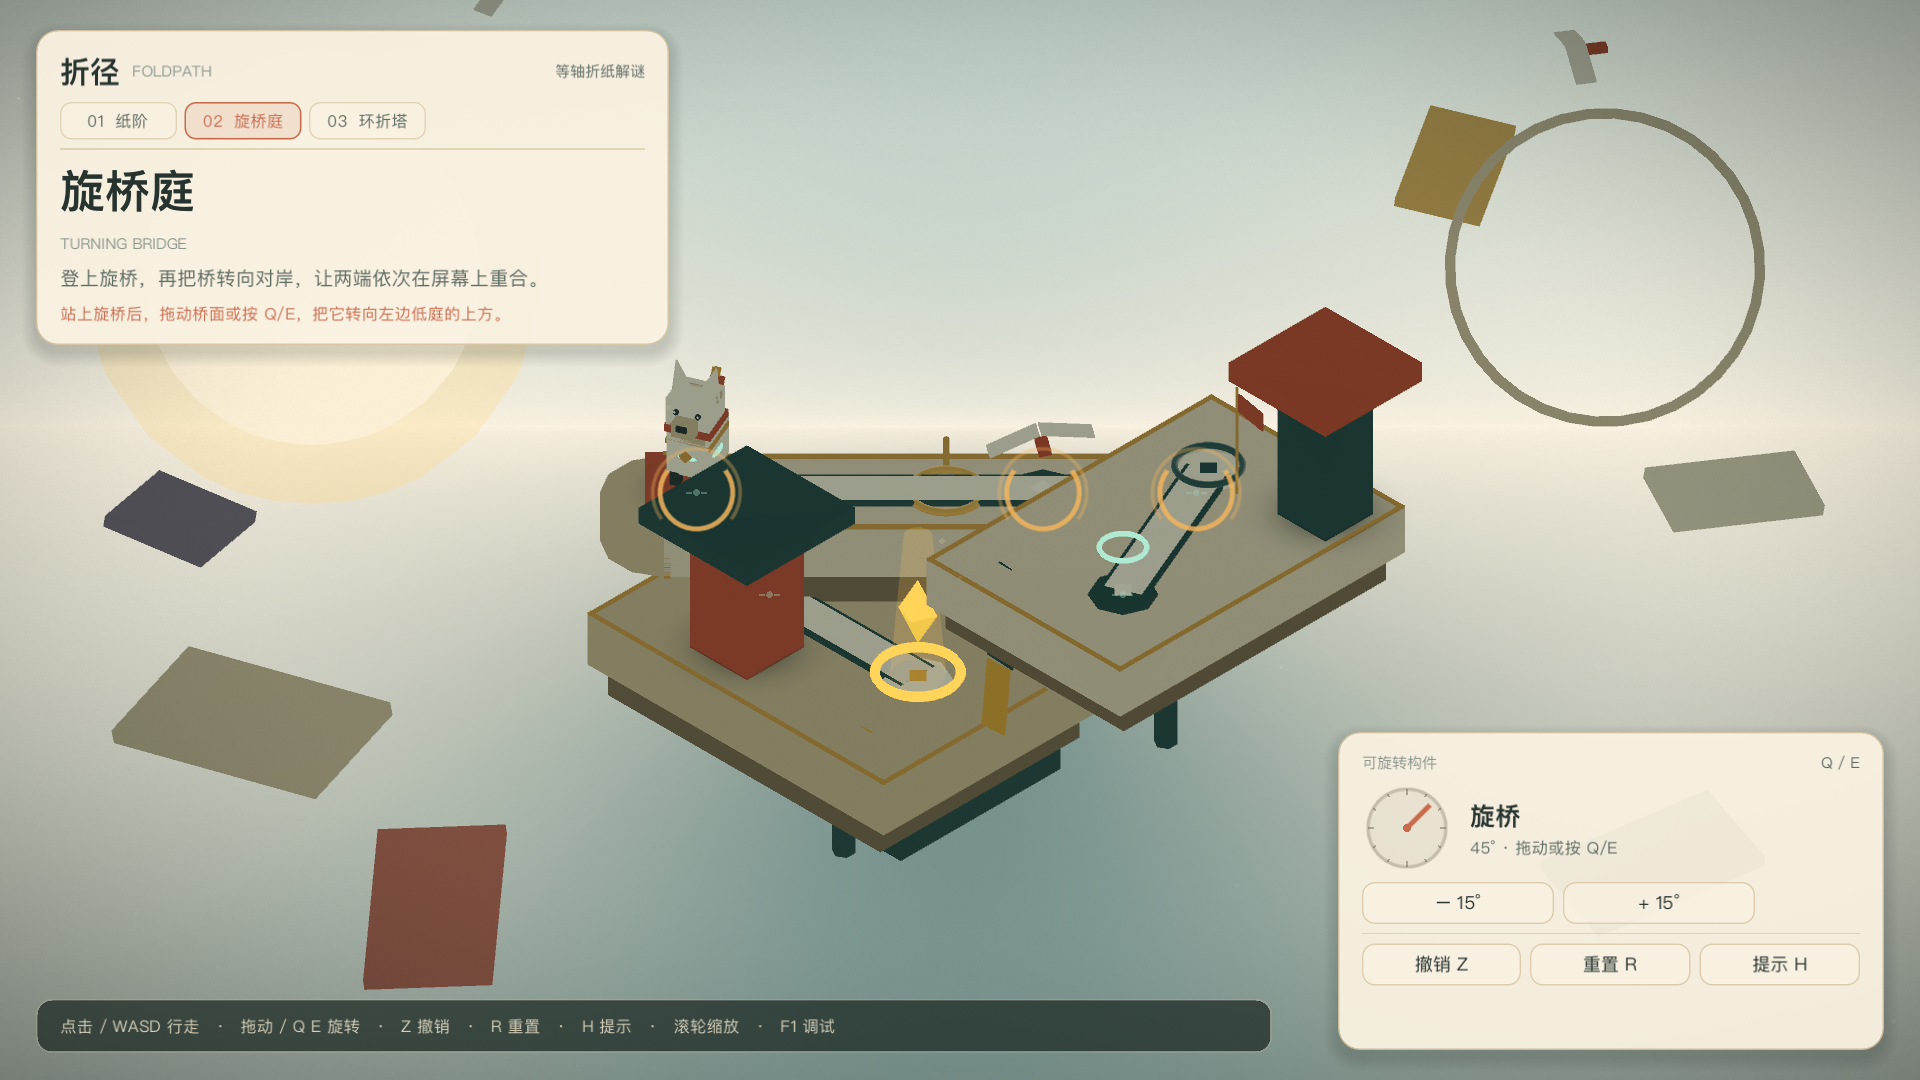 折径 FOLDPATH 等轴折纸解谜
01 纸阶 02 旋桥庭 03 环折塔
旋桥庭
TURNING BRIDGE
登上旋桥，再把桥转向对岸，让两端依次在屏幕上重合。
站上旋桥后，拖动桥面或按 Q/E，把它转向左边低庭的上方。
可旋转构件 Q / E
旋桥
45° · 拖动或按 Q/E
— 15° + 15°
撤销 Z 重置 R 提示 H
点击 / WASD 行走 · 拖动 / Q E 旋转 · Z 撤销 · R 重置 · H 提示 · 滚轮缩放 · F1 调试